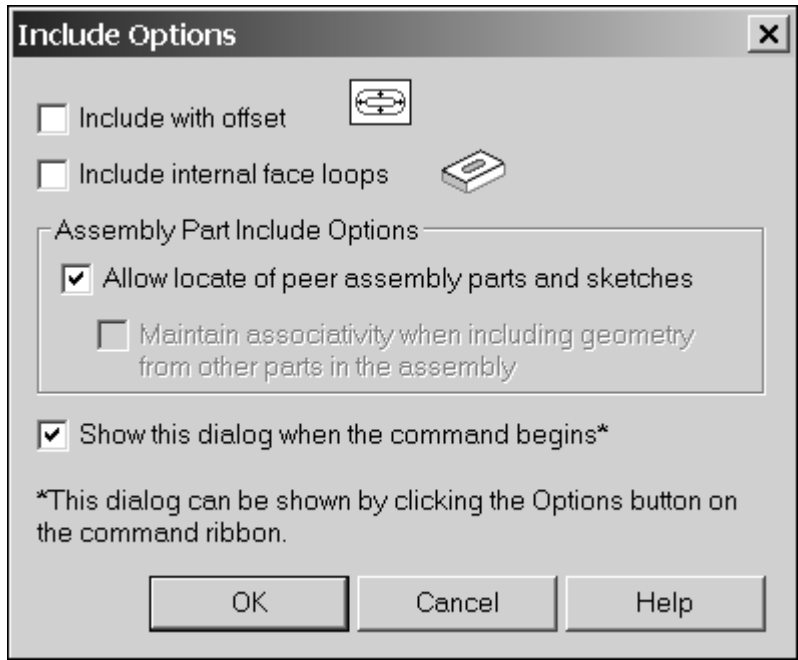 Include Options
Include with offset
Include internal face loops
Assembly Part Include Options
Allow locate of peer assembly parts and sketches
Maintain associativity when including geometry
from other parts in the assembly
Show this dialog when the command begins*
*This dialog can be shown by clicking the Options button on
the command ribbon.
OK Cancel Help